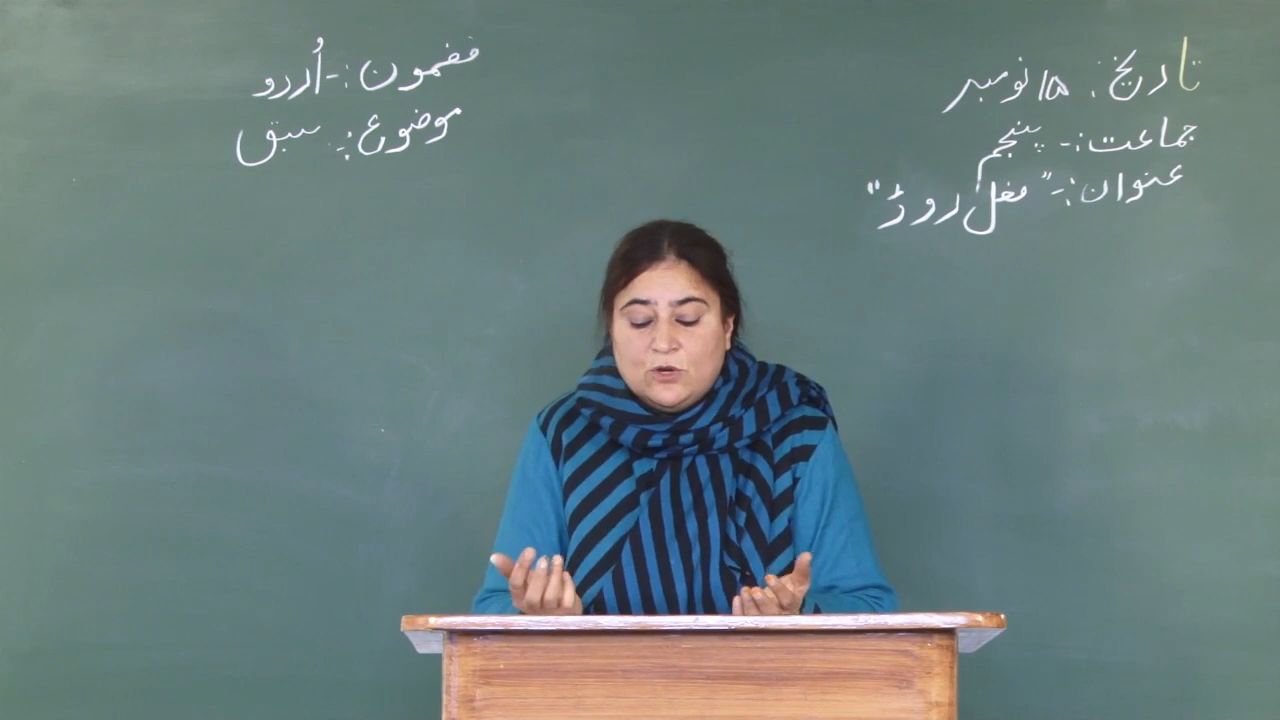 تاریخ: ۱۵ نومبر
جماعت:- پنجم
عنوان:- "مغل روڈ"
مضمون:- اُردو
موضوع:- سبق